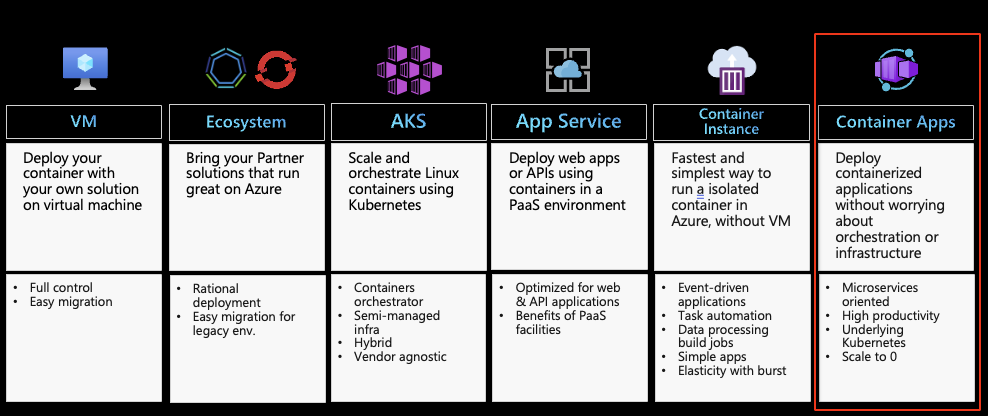 VM
Ecosystem
AKS
App Service
Container
Instance
Container Apps
Deploy your
container with
your own solution
on virtual machine
Bring your Partner
solutions that run
great on Azure
Scale and
orchestrate Linux
containers using
Kubernetes
Deploy web apps
or APIs using
containers in a
PaaS environment
Fastest and
simplest way to
run a isolated
container in
Azure, without VM
Deploy
containerized
applications
without worrying
about
orchestration or
infrastructure
• Full control
• Easy migration
• Rational
deployment
• Easy migration for
legacy env.
• Containers
orchestrator
• Semi-managed
infra
• Hybrid
• Vendor agnostic
• Optimized for web
& API applications
• Benefits of PaaS
facilities
• Event-driven
applications
• Task automation
• Data processing
build jobs
• Simple apps
• Elasticity with burst
• Microservices
oriented
• High productivity
• Underlying
Kubernetes
• Scale to 0